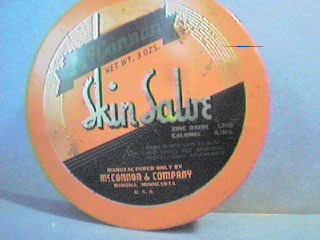 McConnon's
NET WT. 3 OZS.
Skin Salve
ZINC OXIDE
CALOMEL
MANUFACTURED ONLY BY
McCONNON & COMPANY
WINONA, MINNESOTA
U. S. A.